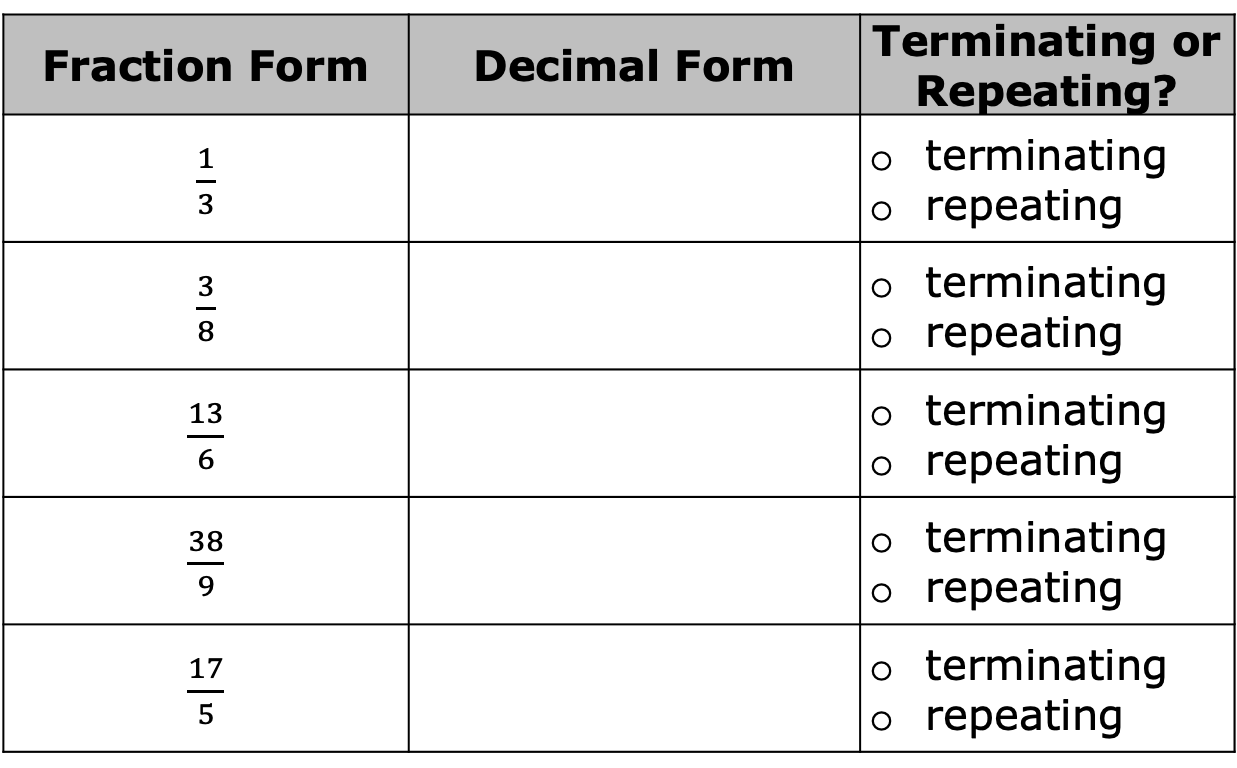 Fraction Form
Decimal Form
Terminating or
Repeating?
1
3
○ terminating
○ repeating
3
8
○ terminating
○ repeating
13
6
○ terminating
○ repeating
38
9
○ terminating
○ repeating
17
5
○ terminating
○ repeating